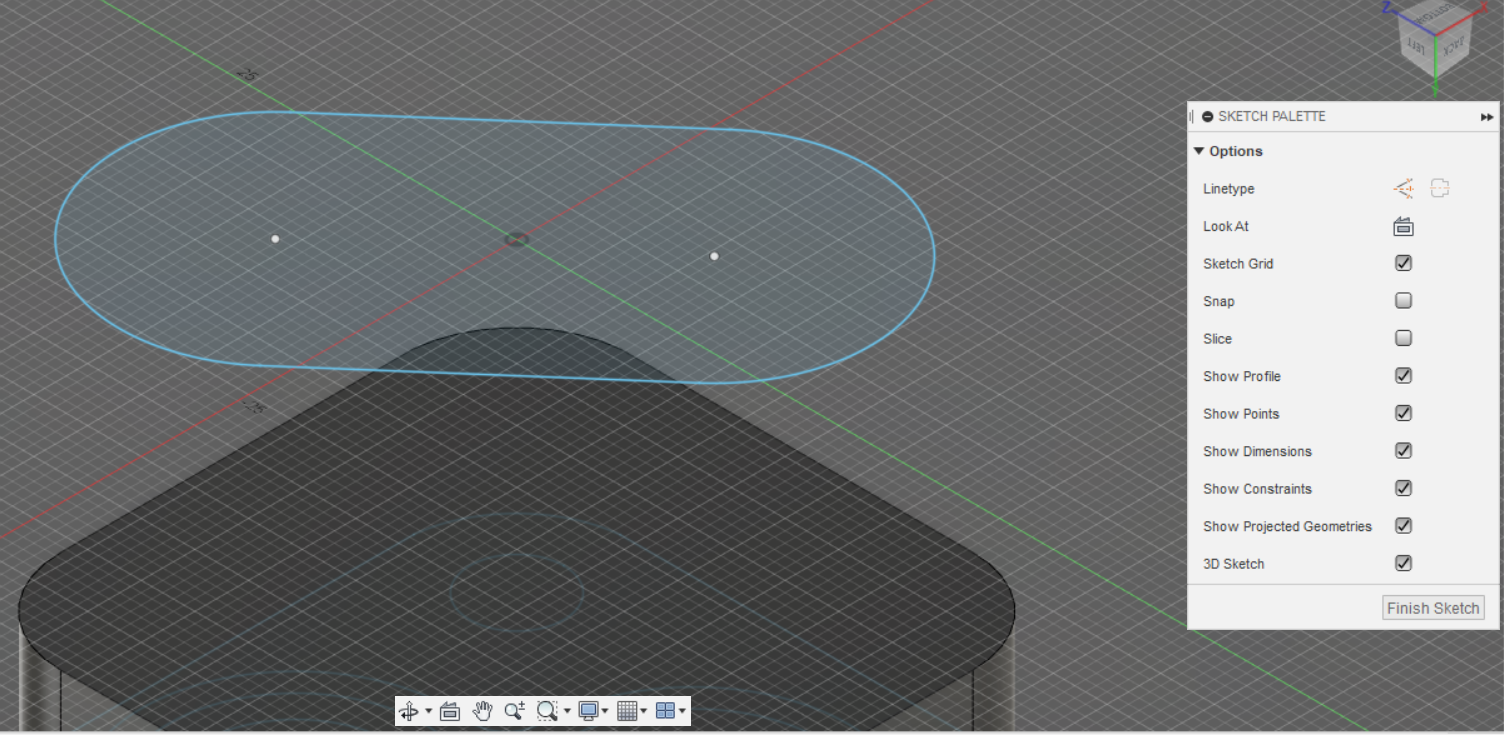 Z
X
BOTTOM
LEFT
BACK
25
SKETCH PALETTE
Options
Linetype
Look At
Sketch Grid
Snap
Slice
Show Profile
Show Points
Show Dimensions
Show Constraints
Show Projected Geometries
3D Sketch
-25
Finish Sketch